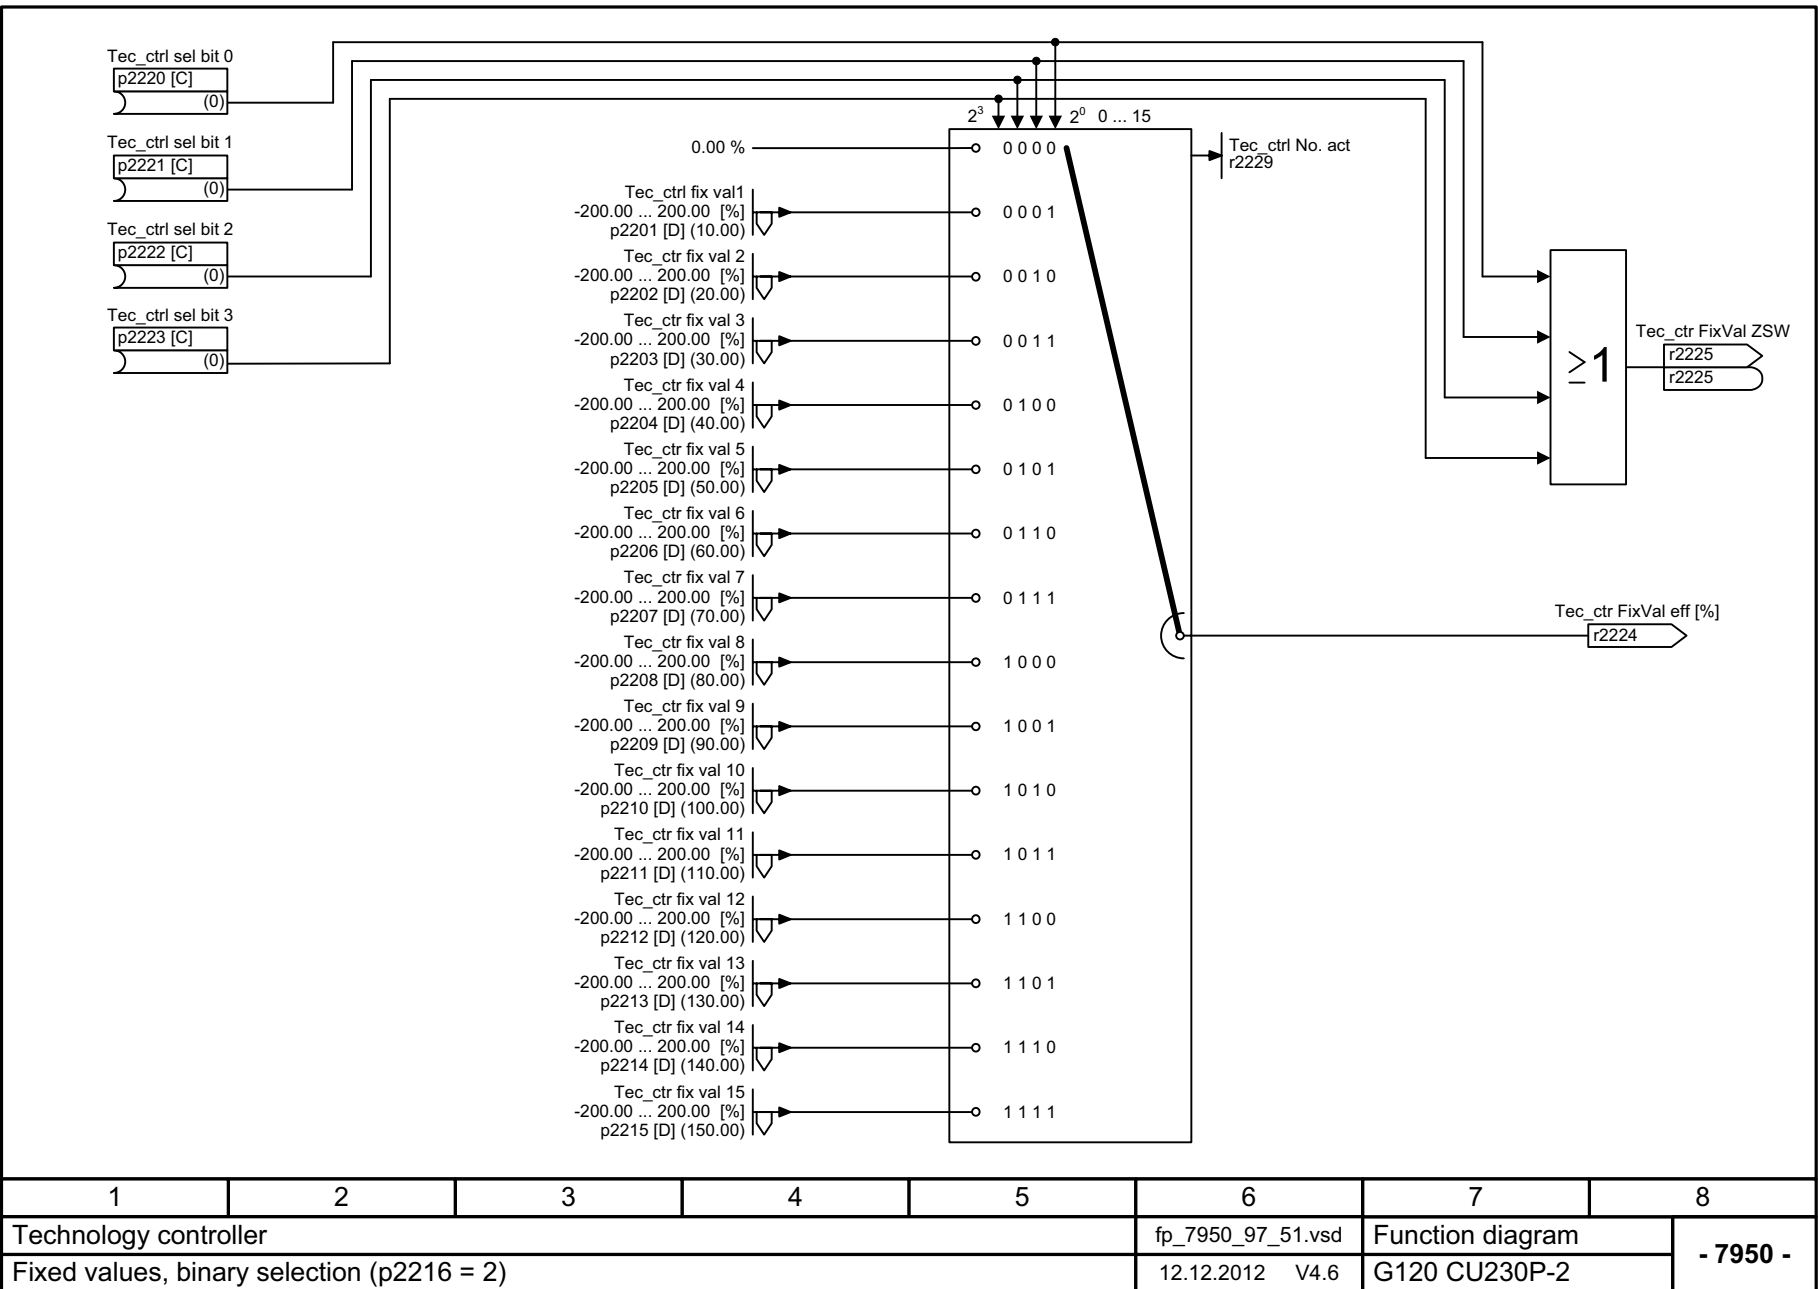 Tec_ctrl sel bit 0
p2220 [C]
(0)
Tec_ctrl sel bit 1
p2221 [C]
(0)
Tec_ctrl sel bit 2
p2222 [C]
(0)
Tec_ctrl sel bit 3
p2223 [C]
(0)
2³ 2⁰ 0 ... 15
0.00 % 0 0 0 0
Tec_ctrl No. act
r2229
Tec_ctrl fix val1
-200.00 ... 200.00 [%] 0 0 0 1
p2201 [D] (10.00)
Tec_ctr fix val 2
-200.00 ... 200.00 [%] 0 0 1 0
p2202 [D] (20.00)
Tec_ctr fix val 3
-200.00 ... 200.00 [%] 0 0 1 1
p2203 [D] (30.00)
Tec_ctr fix val 4
-200.00 ... 200.00 [%] 0 1 0 0
p2204 [D] (40.00)
Tec_ctr fix val 5
-200.00 ... 200.00 [%] 0 1 0 1
p2205 [D] (50.00)
Tec_ctr fix val 6
-200.00 ... 200.00 [%] 0 1 1 0
p2206 [D] (60.00)
Tec_ctr fix val 7
-200.00 ... 200.00 [%] 0 1 1 1
p2207 [D] (70.00)
Tec_ctr fix val 8
-200.00 ... 200.00 [%] 1 0 0 0
p2208 [D] (80.00)
Tec_ctr fix val 9
-200.00 ... 200.00 [%] 1 0 0 1
p2209 [D] (90.00)
Tec_ctr fix val 10
-200.00 ... 200.00 [%] 1 0 1 0
p2210 [D] (100.00)
Tec_ctr fix val 11
-200.00 ... 200.00 [%] 1 0 1 1
p2211 [D] (110.00)
Tec_ctr fix val 12
-200.00 ... 200.00 [%] 1 1 0 0
p2212 [D] (120.00)
Tec_ctr fix val 13
-200.00 ... 200.00 [%] 1 1 0 1
p2213 [D] (130.00)
Tec_ctr fix val 14
-200.00 ... 200.00 [%] 1 1 1 0
p2214 [D] (140.00)
Tec_ctr fix val 15
-200.00 ... 200.00 [%] 1 1 1 1
p2215 [D] (150.00)
≥1
Tec_ctr FixVal ZSW
r2225
r2225
Tec_ctr FixVal eff [%]
r2224
1 2 3 4 5 6 7 8
Technology controller fp_7950_97_51.vsd Function diagram
- 7950 -
Fixed values, binary selection (p2216 = 2) 12.12.2012 V4.6 G120 CU230P-2